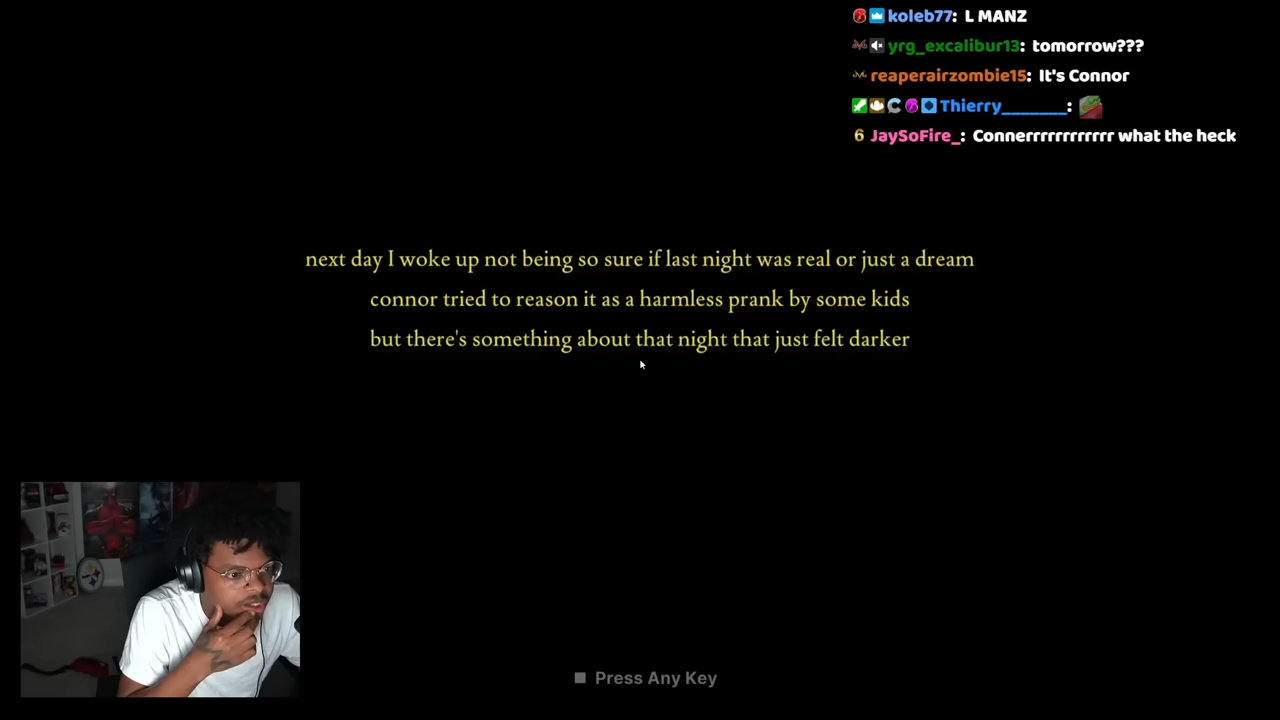 koleb77: L MANZ
yrg_excalibur13: tomorrow???
reaperairzombie15: It's Connor
Thierry_______:
6 JaySoFire_: Connerrrrrrrrrrrr what the heck
next day I woke up not being so sure if last night was real or just a dream
connor tried to reason it as a harmless prank by some kids
but there's something about that night that just felt darker
Press Any Key